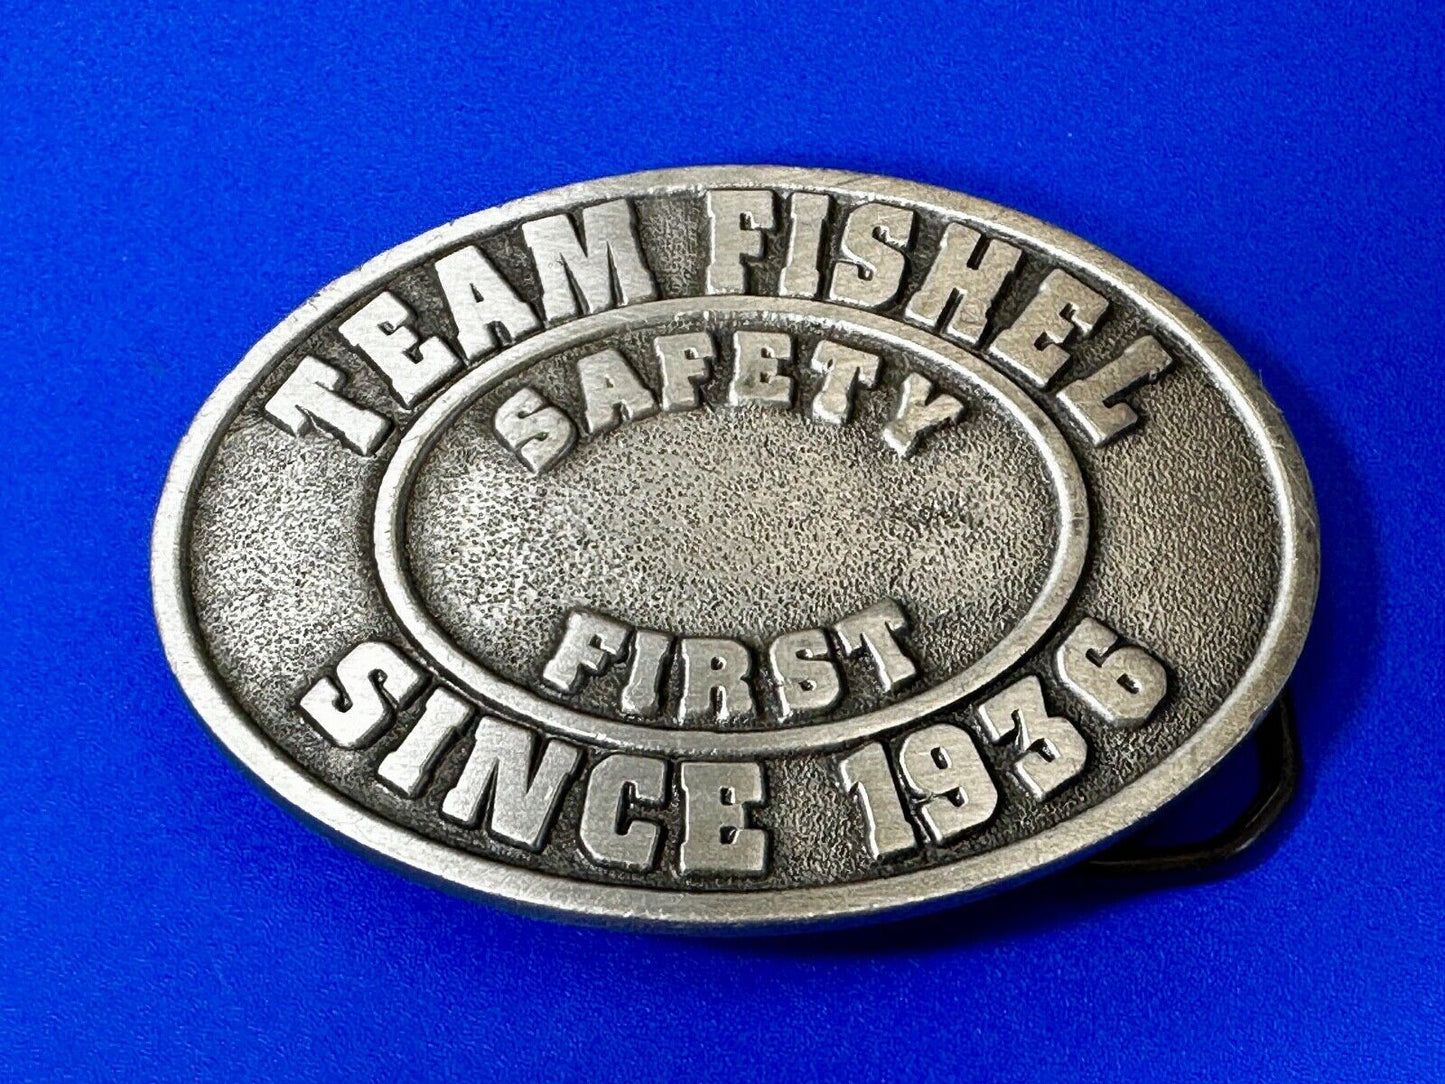 TEAM FISHEL
SAFETY
FIRST
SINCE 1936